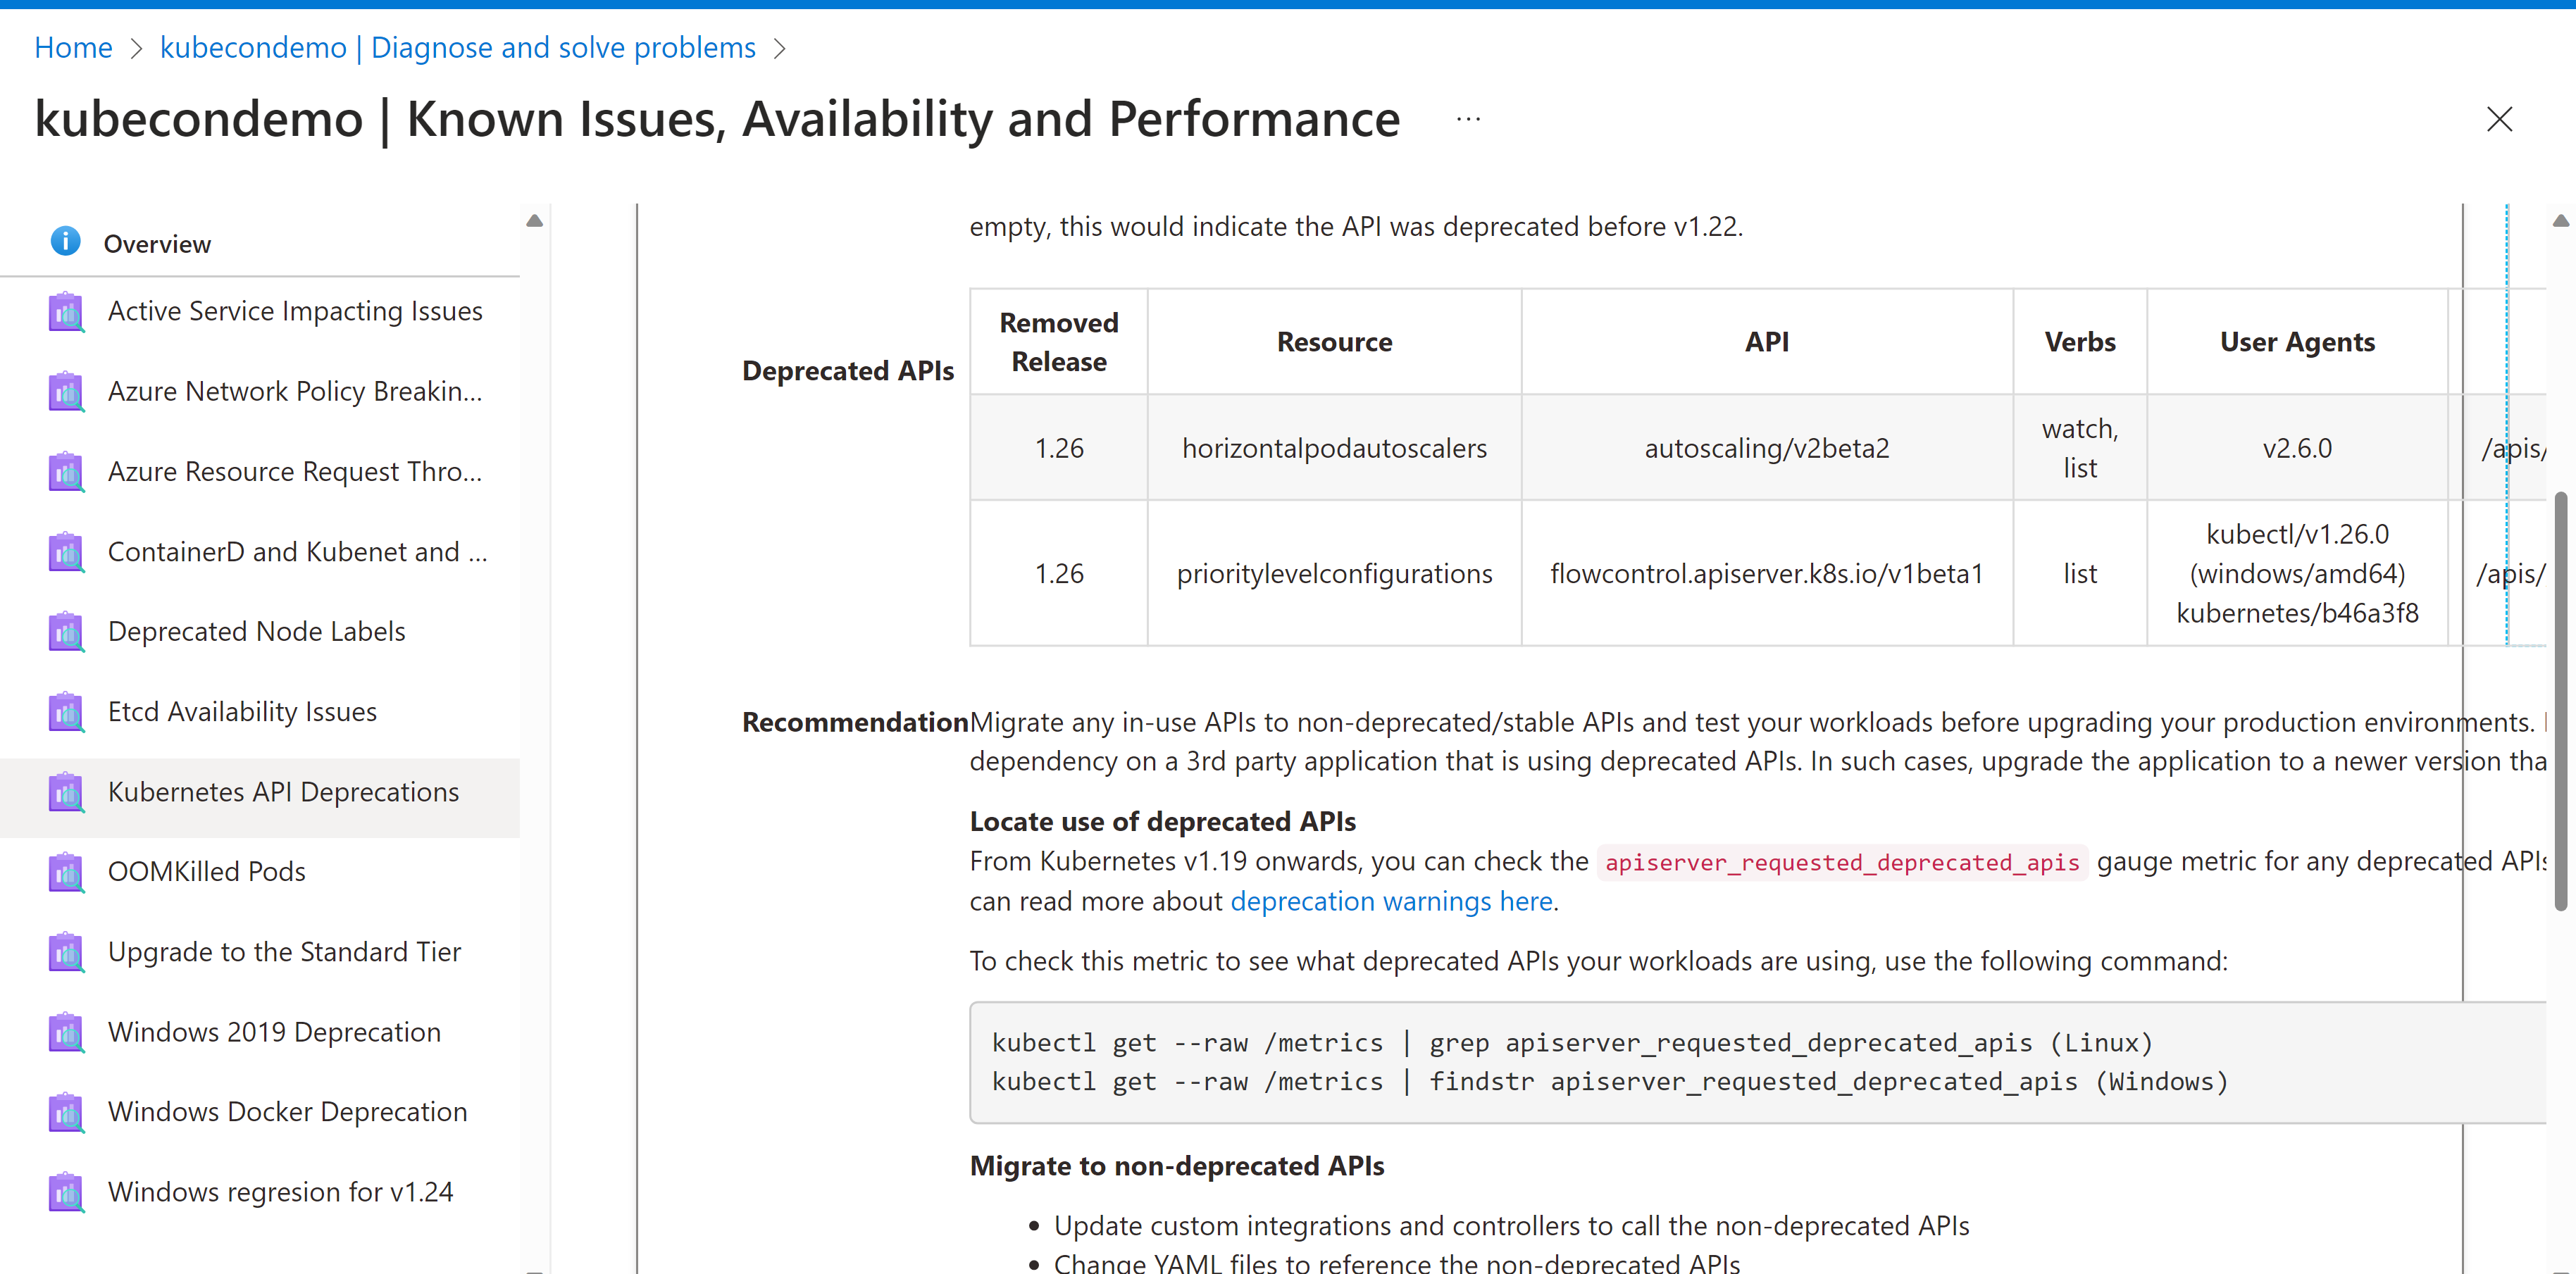 Home > kubecondemo | Diagnose and solve problems >
kubecondemo | Known Issues, Availability and Performance ...
Overview
Active Service Impacting Issues
Azure Network Policy Breakin...
Azure Resource Request Thro...
ContainerD and Kubenet and ...
Deprecated Node Labels
Etcd Availability Issues
Kubernetes API Deprecations
OOMKilled Pods
Upgrade to the Standard Tier
Windows 2019 Deprecation
Windows Docker Deprecation
Windows regresion for v1.24
empty, this would indicate the API was deprecated before v1.22.
Deprecated APIs
Removed Release Resource API Verbs User Agents
1.26 horizontalpodautoscalers autoscaling/v2beta2 watch, list v2.6.0 /apis/
1.26 prioritylevelconfigurations flowcontrol.apiserver.k8s.io/v1beta1 list kubectl/v1.26.0 (windows/amd64) kubernetes/b46a3f8 /apis/
Recommendation
Migrate any in-use APIs to non-deprecated/stable APIs and test your workloads before upgrading your production environments.
dependency on a 3rd party application that is using deprecated APIs. In such cases, upgrade the application to a newer version tha
Locate use of deprecated APIs
From Kubernetes v1.19 onwards, you can check the apiserver_requested_deprecated_apis gauge metric for any deprecated APIs
can read more about deprecation warnings here.
To check this metric to see what deprecated APIs your workloads are using, use the following command:
kubectl get --raw /metrics | grep apiserver_requested_deprecated_apis (Linux)
kubectl get --raw /metrics | findstr apiserver_requested_deprecated_apis (Windows)
Migrate to non-deprecated APIs
• Update custom integrations and controllers to call the non-deprecated APIs
• Change YAML files to reference the non-deprecated APIs